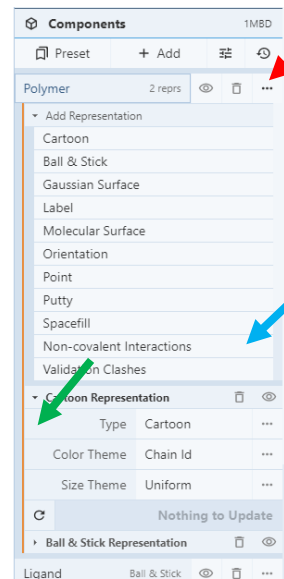 Components 1MBD
Preset + Add
Polymer 2 reprs ...
Add Representation
Cartoon
Ball & Stick
Gaussian Surface
Label
Molecular Surface
Orientation
Point
Putty
Spacefill
Non-covalent Interactions
Validation Clashes
Cartoon Representation
Type Cartoon ...
Color Theme Chain Id ...
Size Theme Uniform ...
Nothing to Update
Ball & Stick Representation
Ligand Ball & Stick ...